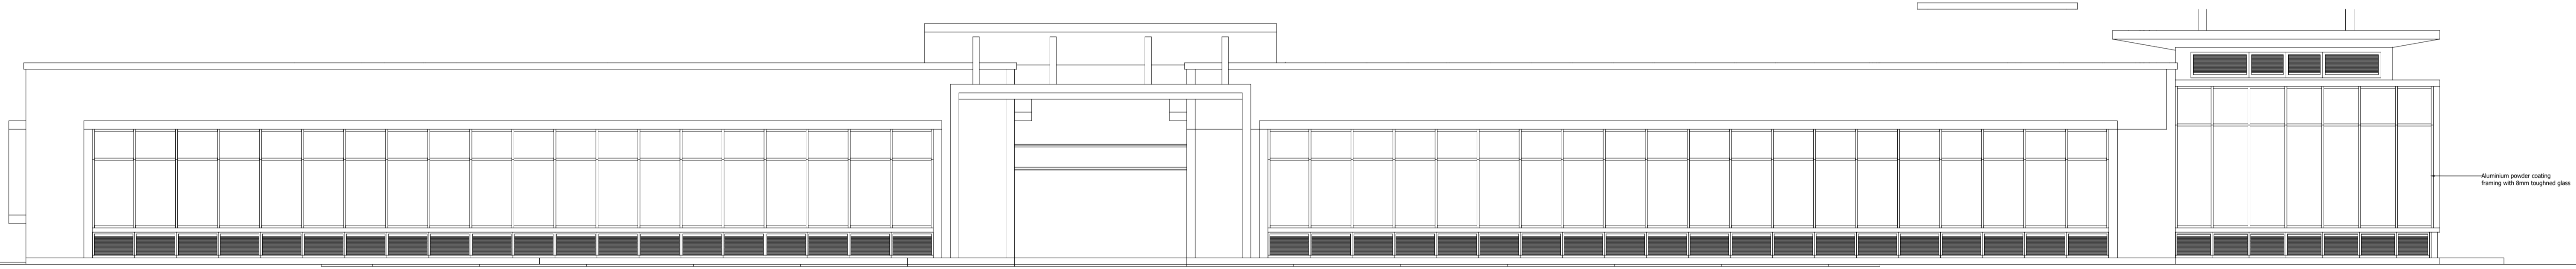 Aluminium powder coating
framing with 8mm toughned glass